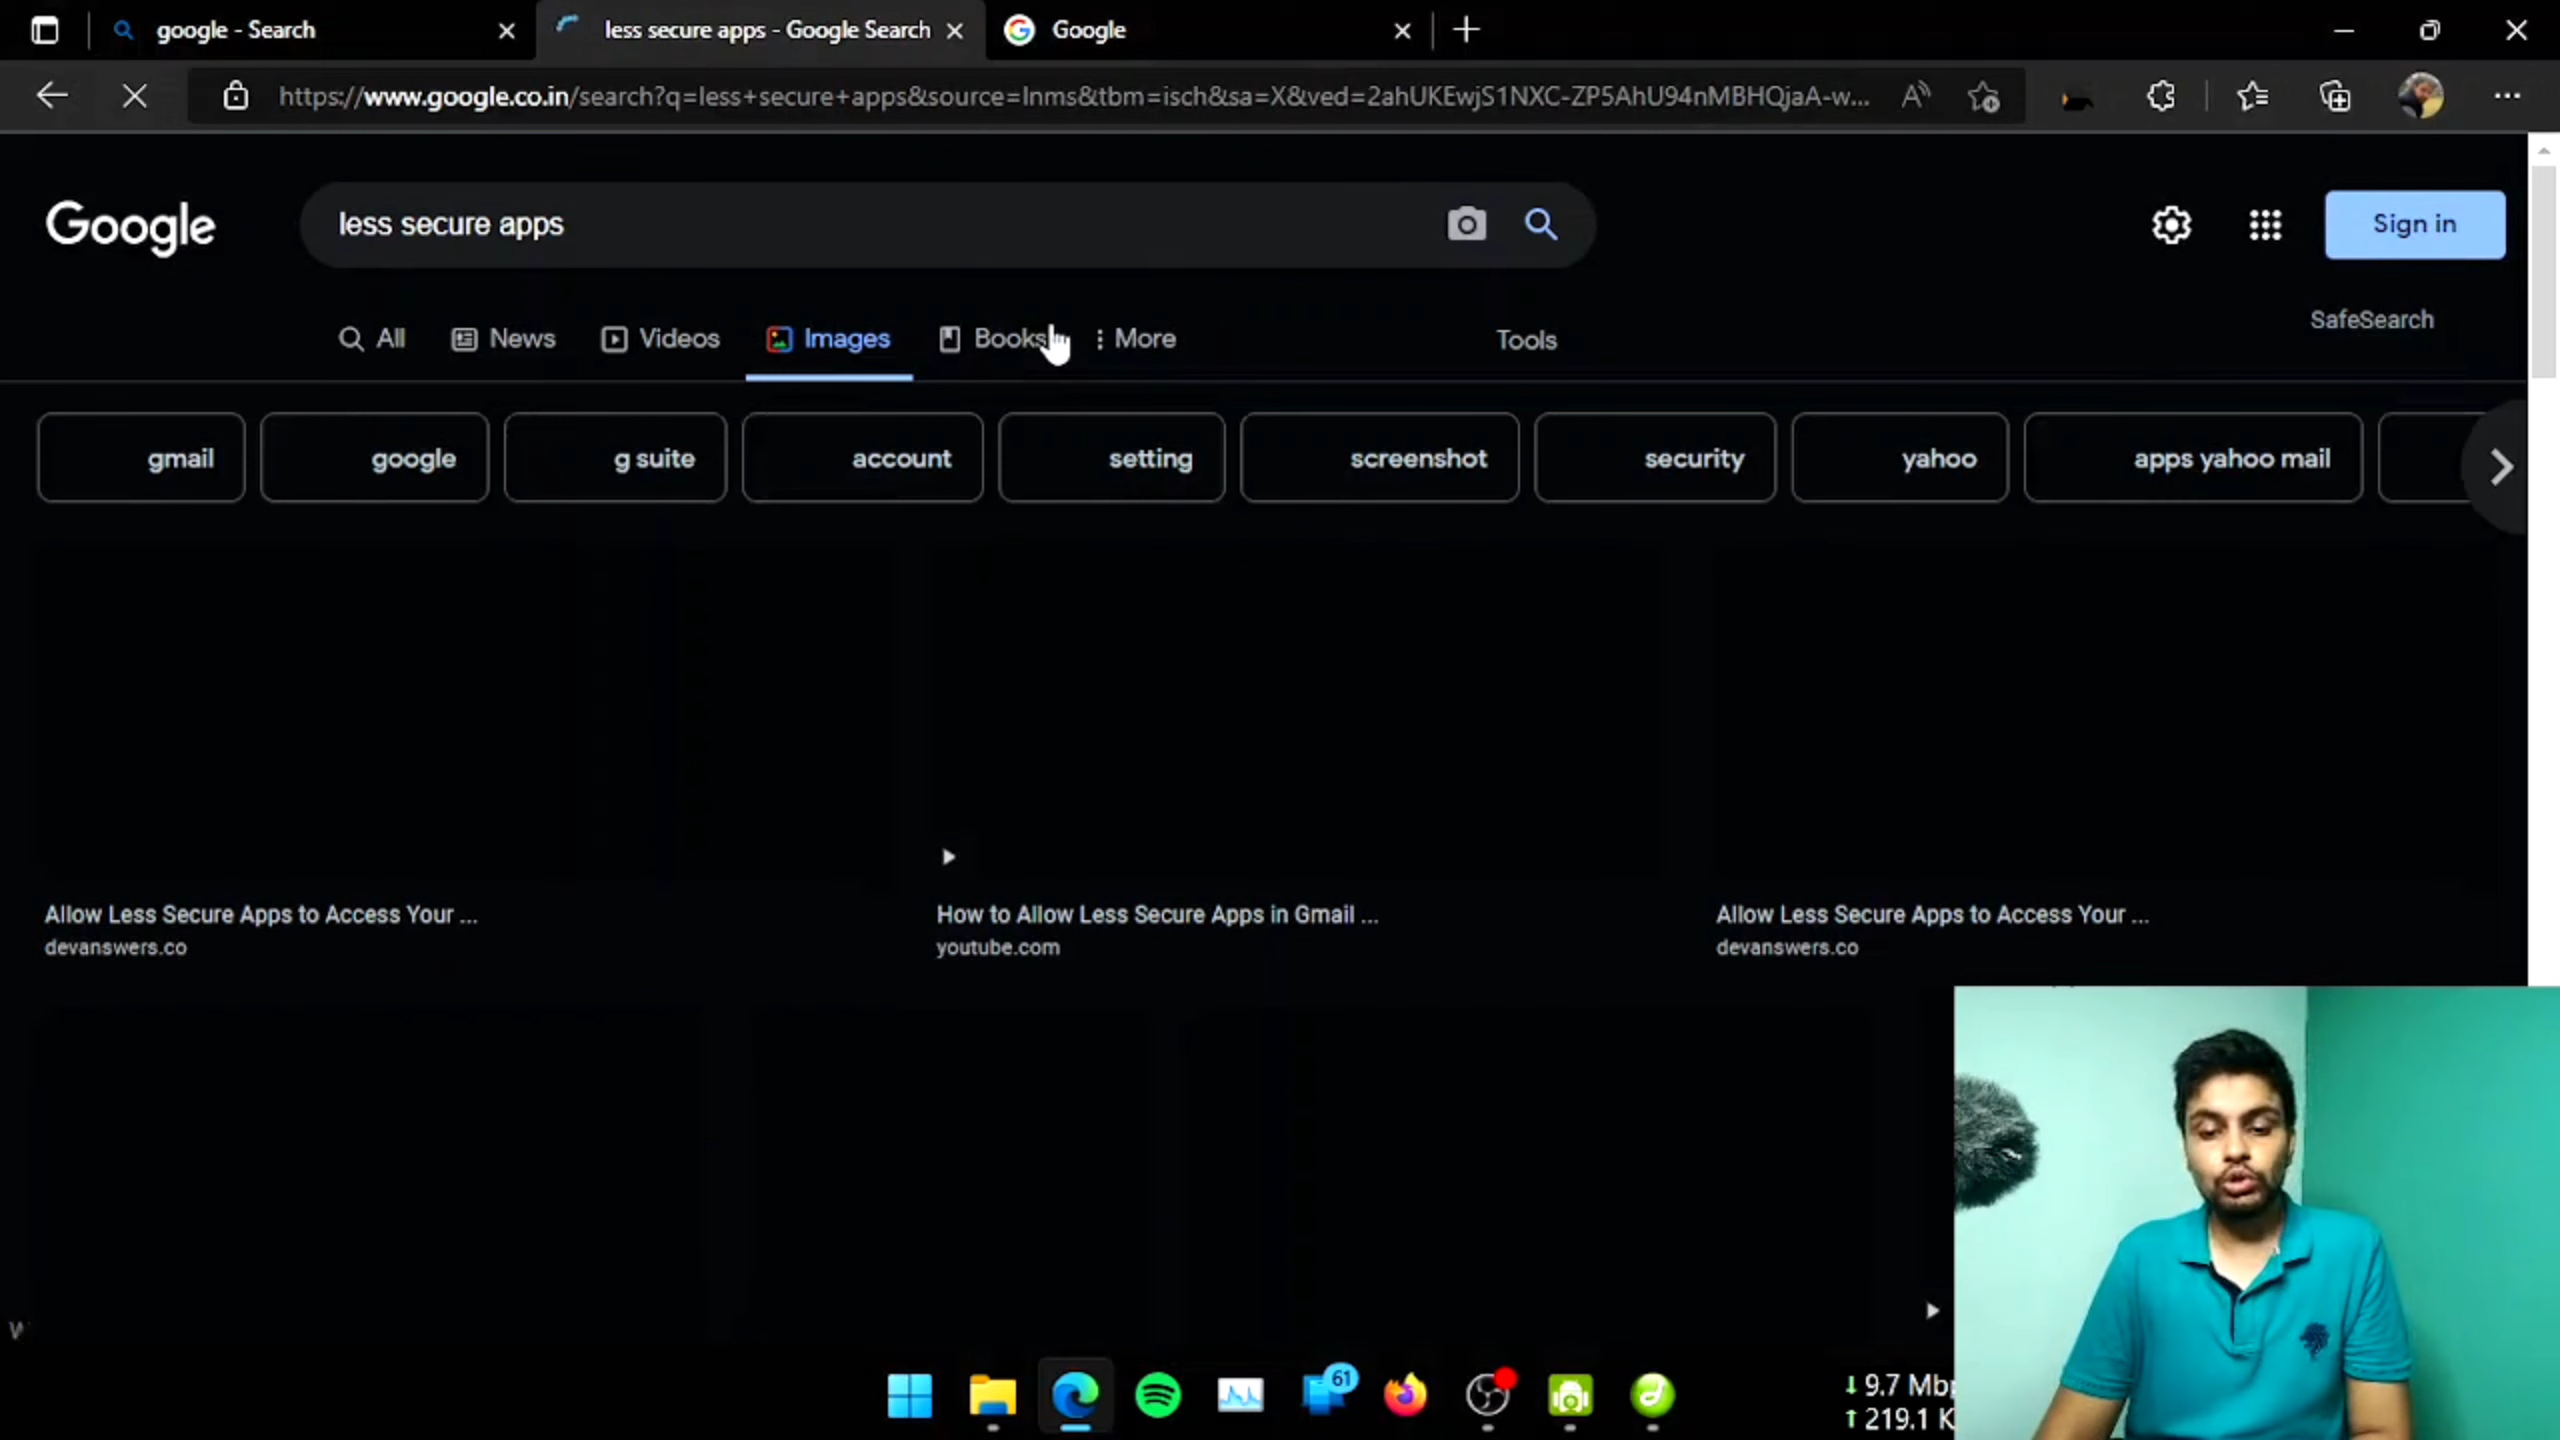 google - Search
less secure apps - Google Search
Google
https://www.google.co.in/search?q=less+secure+apps&source=lnms&tbm=isch&sa=X&ved=2ahUKEwjS1NXC-ZP5AhU94nMBHQjaA-w...
Google
less secure apps
Sign in
All
News
Videos
Images
Books
More
Tools
SafeSearch
gmail
google
g suite
account
setting
screenshot
security
yahoo
apps yahoo mail
Allow Less Secure Apps to Access Your ...
devanswers.co
How to Allow Less Secure Apps in Gmail ...
youtube.com
Allow Less Secure Apps to Access Your ...
devanswers.co
61
↓ 9.7
↑ 219.1